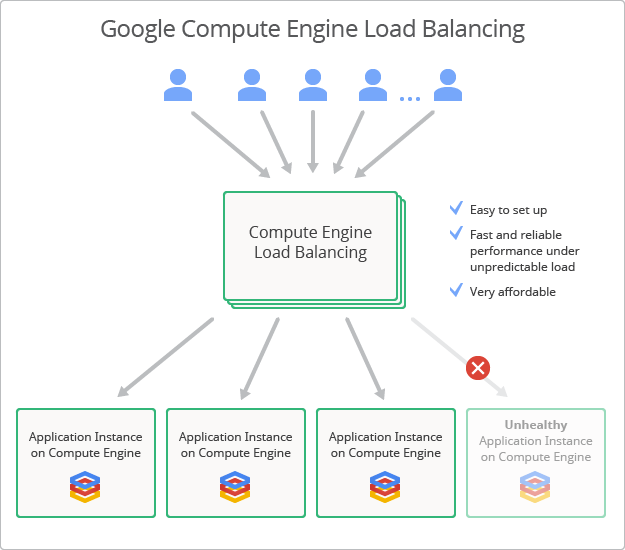 Google Compute Engine Load Balancing
...
Compute Engine
Load Balancing
Easy to set up
Fast and reliable
performance under
unpredictable load
Very affordable
Application Instance
on Compute Engine
Application Instance
on Compute Engine
Application Instance
on Compute Engine
Unhealthy
Application Instance
on Compute Engine